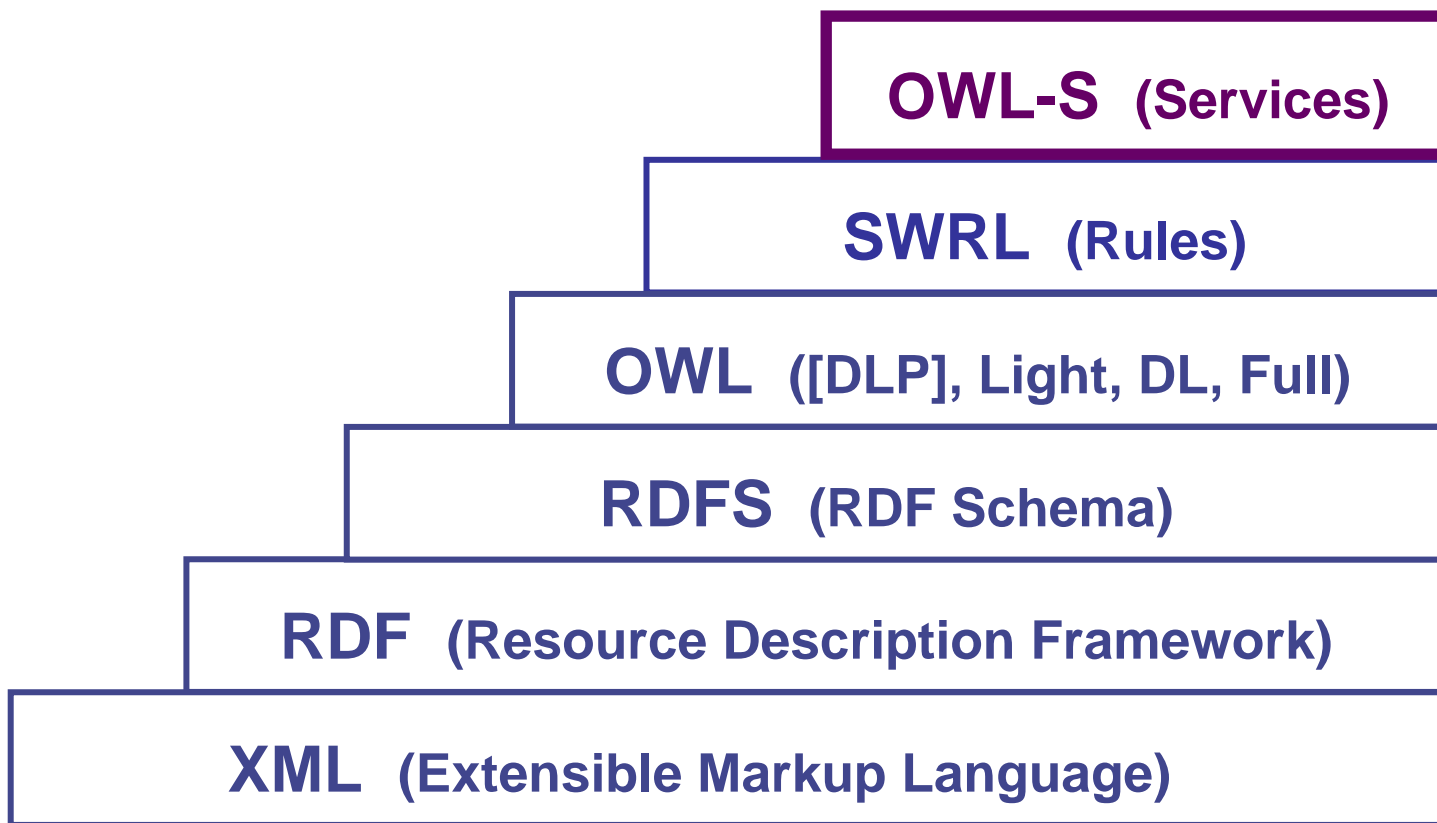 OWL-S (Services)
SWRL (Rules)
OWL ([DLP], Light, DL, Full)
RDFS (RDF Schema)
RDF (Resource Description Framework)
XML (Extensible Markup Language)